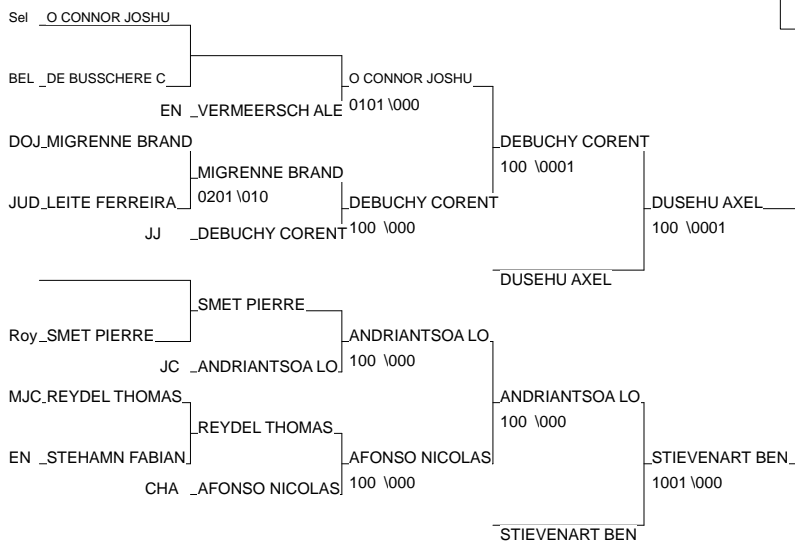 Sel O CONNOR JOSHU
BEL DE BUSSCHERE C
O CONNOR JOSHU
EN VERMEERSCH ALE
0101 \000
DOJ MIGRENNE BRAND
DEBUCHY CORENT
100 \0001
MIGRENNE BRAND
0201 \010
JUD LEITE FERREIRA
DEBUCHY CORENT
100 \000
DUSEHU AXEL
100 \0001
JJ DEBUCHY CORENT
DUSEHU AXEL
SMET PIERRE
Roy SMET PIERRE
ANDRIANTSOA LO
100 \000
JC ANDRIANTSOA LO
MJC REYDEL THOMAS
ANDRIANTSOA LO
100 \000
REYDEL THOMAS
EN STEHAMN FABIAN
AFONSO NICOLAS
100 \000
STIEVENART BEN
1001 \000
CHA AFONSO NICOLAS
STIEVENART BEN